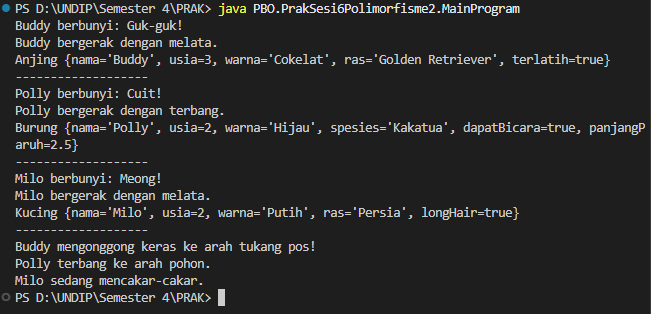 PS D:\UNDIP\Semester 4\PRAK> java PBO.PrakSesi6Polimorfisme2.MainProgram
Buddy berbunyi: Guk-guk!
Buddy bergerak dengan melata.
Anjing {nama='Buddy', usia=3, warna='Cokelat', ras='Golden Retriever', terlatih=true}
-------------------
Polly berbunyi: Cuit!
Polly bergerak dengan terbang.
Burung {nama='Polly', usia=2, warna='Hijau', spesies='Kakatua', dapatBicara=true, panjangP
aruh=2.5}
-------------------
Milo berbunyi: Meong!
Milo bergerak dengan melata.
Kucing {nama='Milo', usia=2, warna='Putih', ras='Persia', longHair=true}
-------------------
Buddy mengonggong keras ke arah tukang pos!
Polly terbang ke arah pohon.
Milo sedang mencakar-cakar.
PS D:\UNDIP\Semester 4\PRAK>